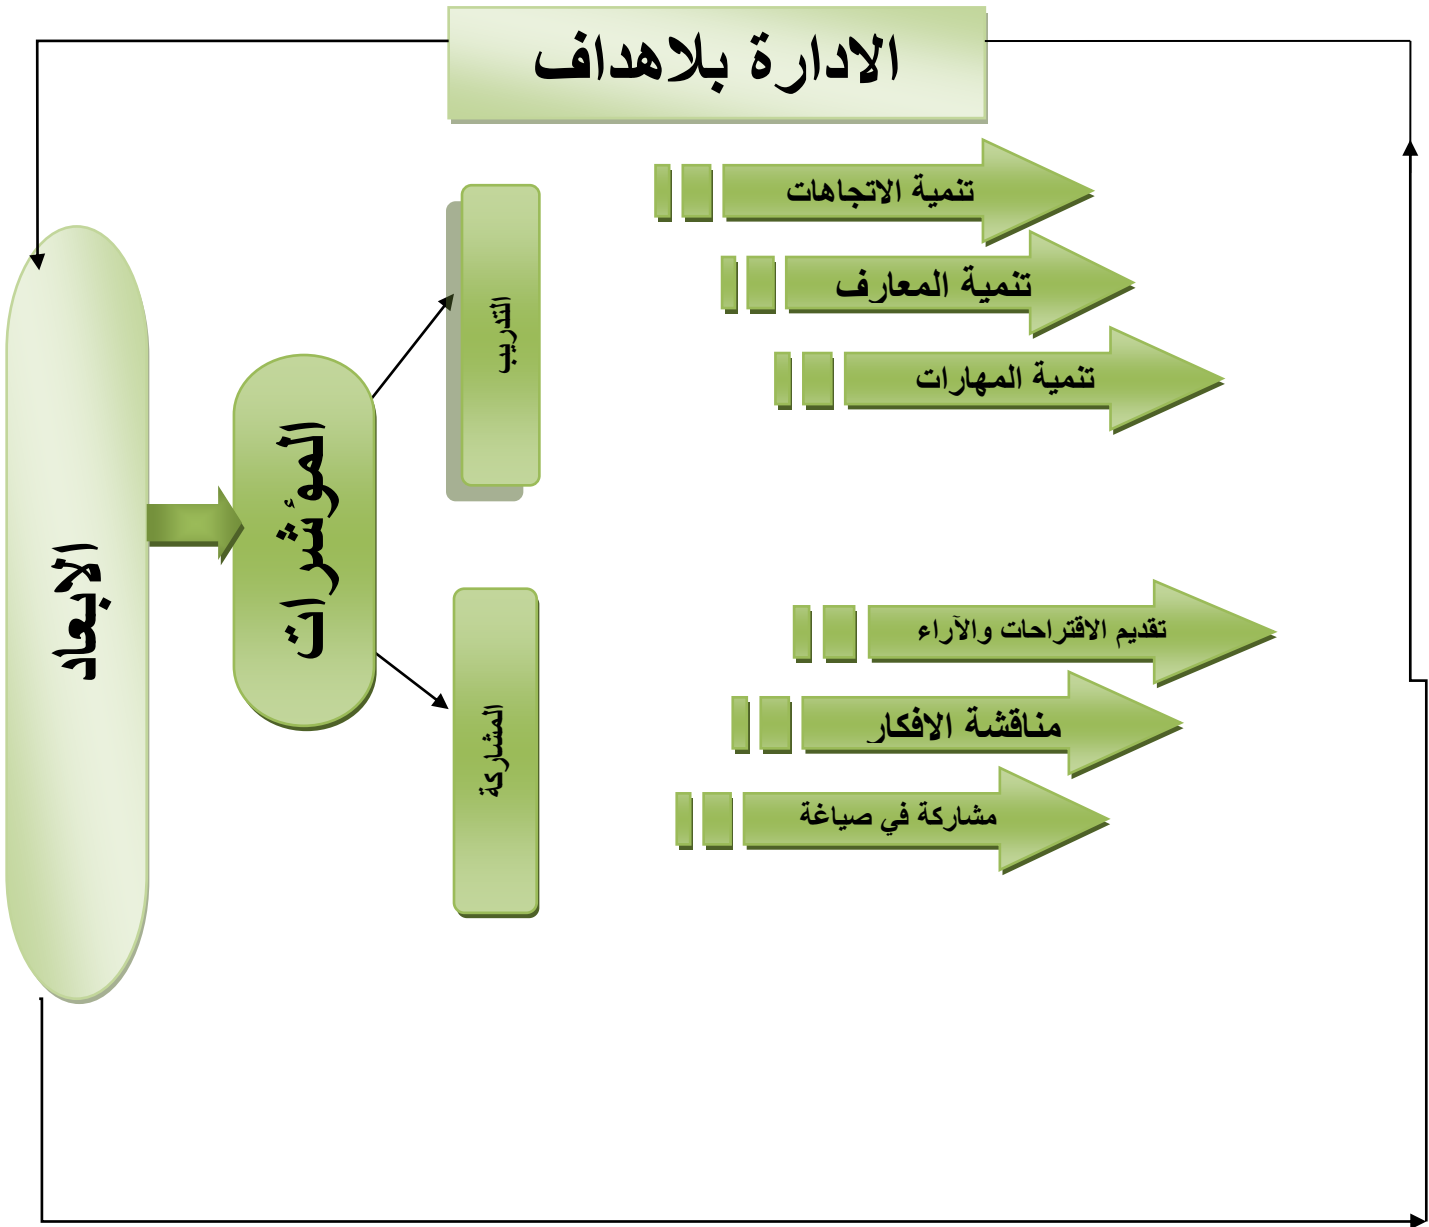 الادارة بلاهداف
الابعاد
المؤشرات
التدريب
تنمية الاتجاهات
تنمية المعارف
تنمية المهارات
المشاركة
تقديم الاقتراحات والآراء
مناقشة الافكار
مشاركة في صياغة